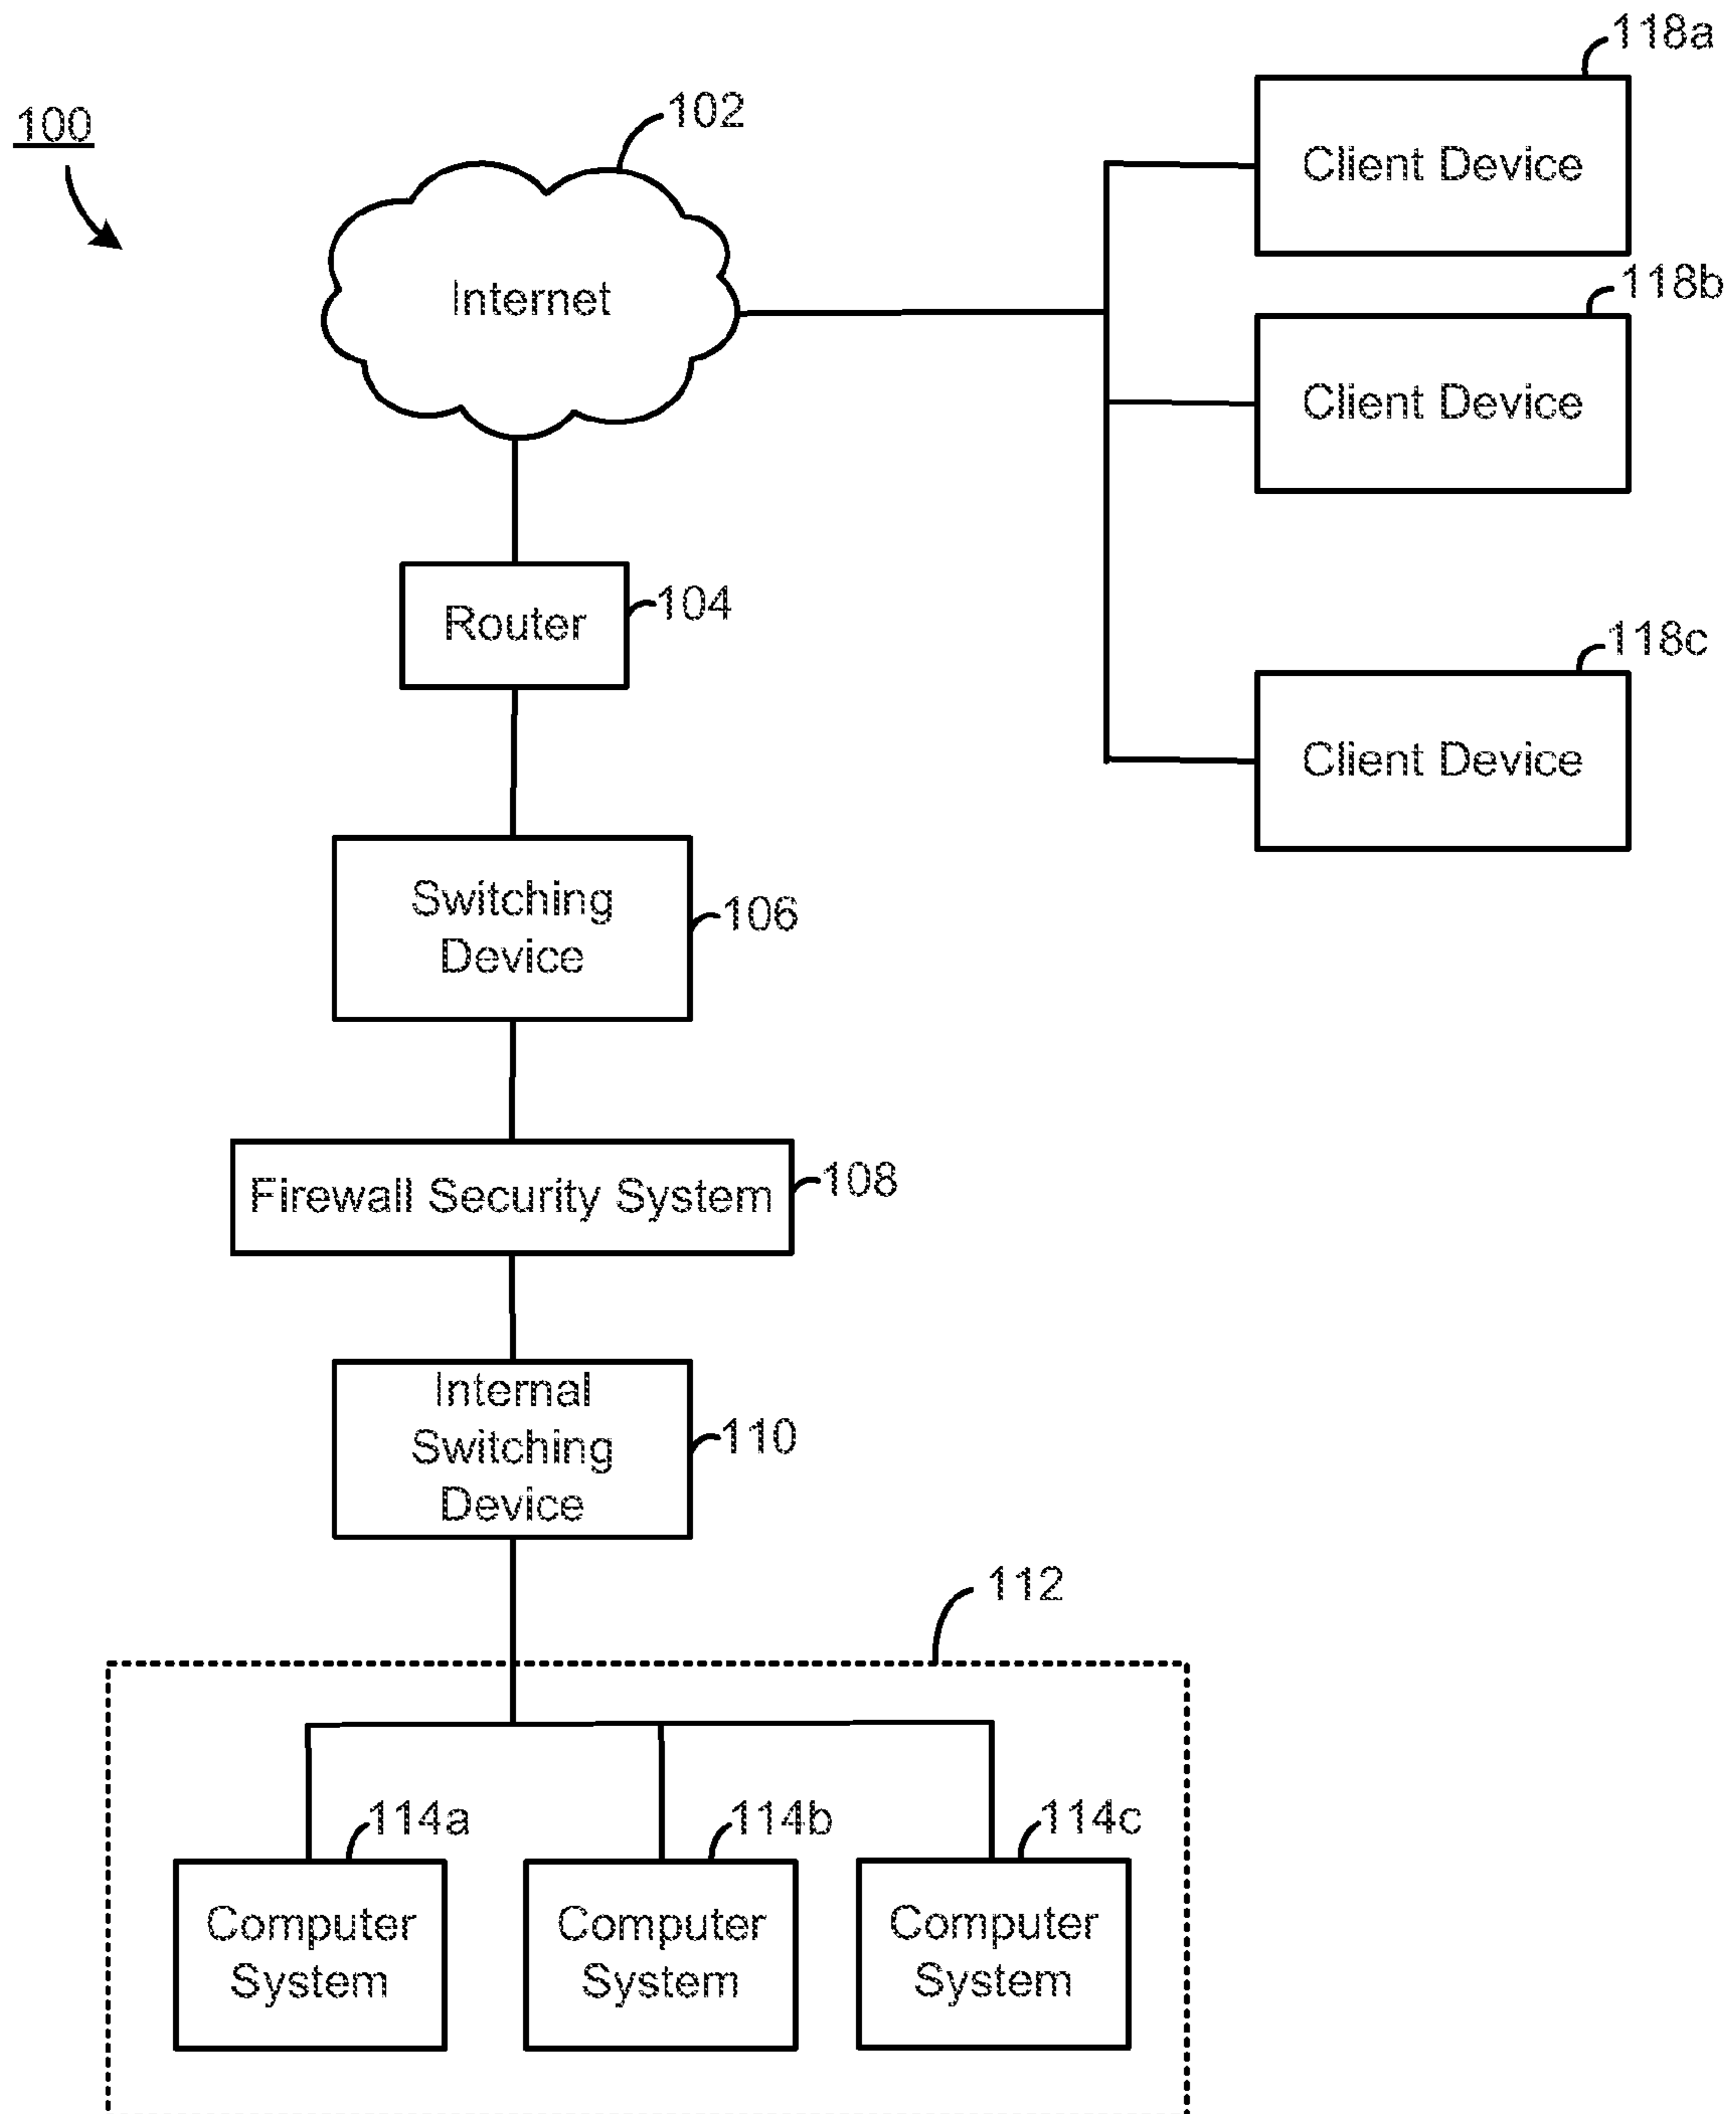 118a
100
102
Client Device
Internet
118b
Client Device
Router
104
118c
Client Device
Switching
Device
106
Firewall Security System
108
Internal
Switching
Device
110
112
114a
114b
114c
Computer
System
Computer
System
Computer
System